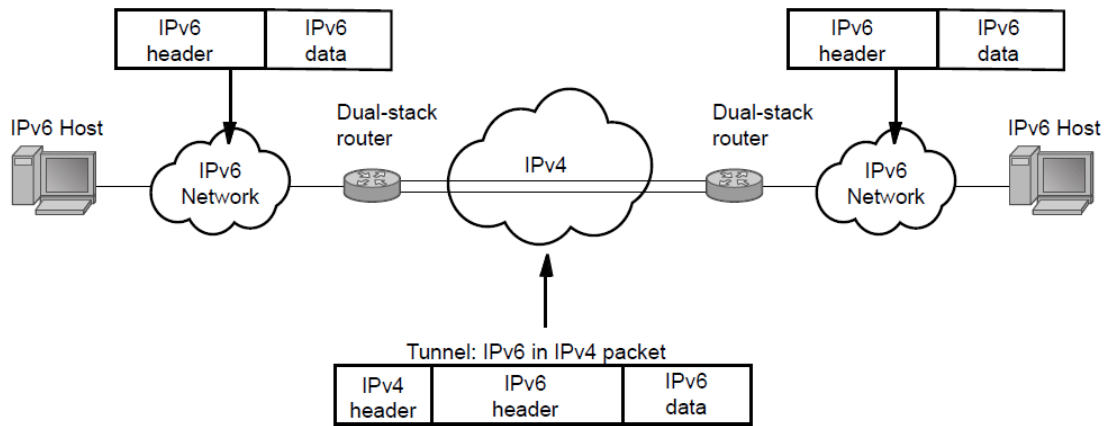 IPv6
header
IPv6
data
IPv6
header
IPv6
data
IPv6 Host
Dual-stack
router
Dual-stack
router
IPv6 Host
IPv6
Network
IPv4
IPv6
Network
Tunnel: IPv6 in IPv4 packet
IPv4
header
IPv6
header
IPv6
data